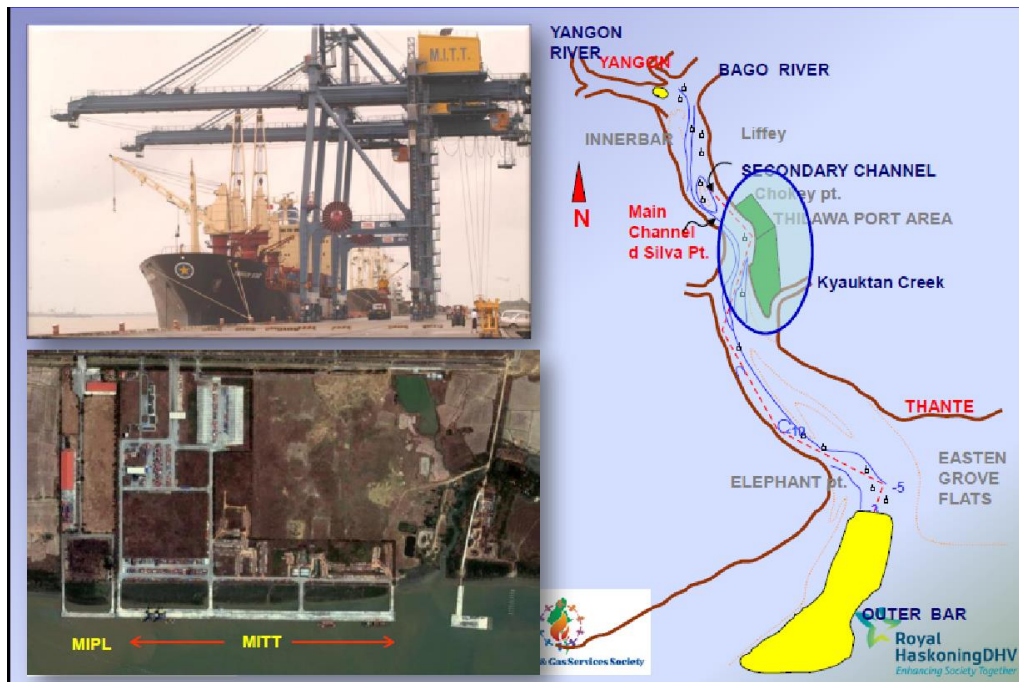 M.I.T.T.
MIPL
MITT
YANGON
RIVER
YANGON
BAGO RIVER
INNERBAR
Liffey
SECONDARY CHANNEL
Chokey pt.
THILAWA PORT AREA
N
Main
Channel
d Silva Pt.
Kyauktan Creek
THANTE
EASTEN
GROVE
FLATS
ELEPHANT pt.
-5
OUTER BAR
& Gas Services Society
Royal
HaskoningDHV
Enhancing Society Together